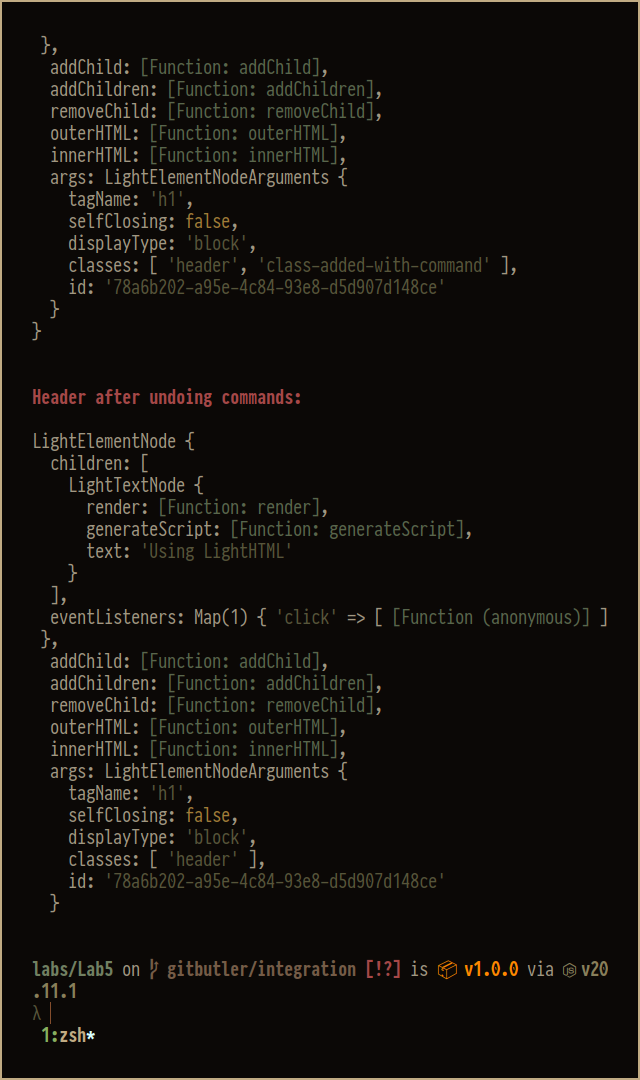 },
  addChild: [Function: addChild],
  addChildren: [Function: addChildren],
  removeChild: [Function: removeChild],
  outerHTML: [Function: outerHTML],
  innerHTML: [Function: innerHTML],
  args: LightElementNodeArguments {
    tagName: 'h1',
    selfClosing: false,
    displayType: 'block',
    classes: [ 'header', 'class-added-with-command' ],
    id: '78a6b202-a95e-4c84-93e8-d5d907d148ce'
  }
}
Header after undoing commands:
LightElementNode {
  children: [
    LightTextNode {
      render: [Function: render],
      generateScript: [Function: generateScript],
      text: 'Using LightHTML'
    }
  ],
  eventListeners: Map(1) { 'click' => [ [Function (anonymous)] ]
 },
  addChild: [Function: addChild],
  addChildren: [Function: addChildren],
  removeChild: [Function: removeChild],
  outerHTML: [Function: outerHTML],
  innerHTML: [Function: innerHTML],
  args: LightElementNodeArguments {
    tagName: 'h1',
    selfClosing: false,
    displayType: 'block',
    classes: [ 'header' ],
    id: '78a6b202-a95e-4c84-93e8-d5d907d148ce'
  }
labs/Lab5 on gitbutler/integration [!?] is 📦 v1.0.0 via v20
.11.1
λ
 1:zsh*